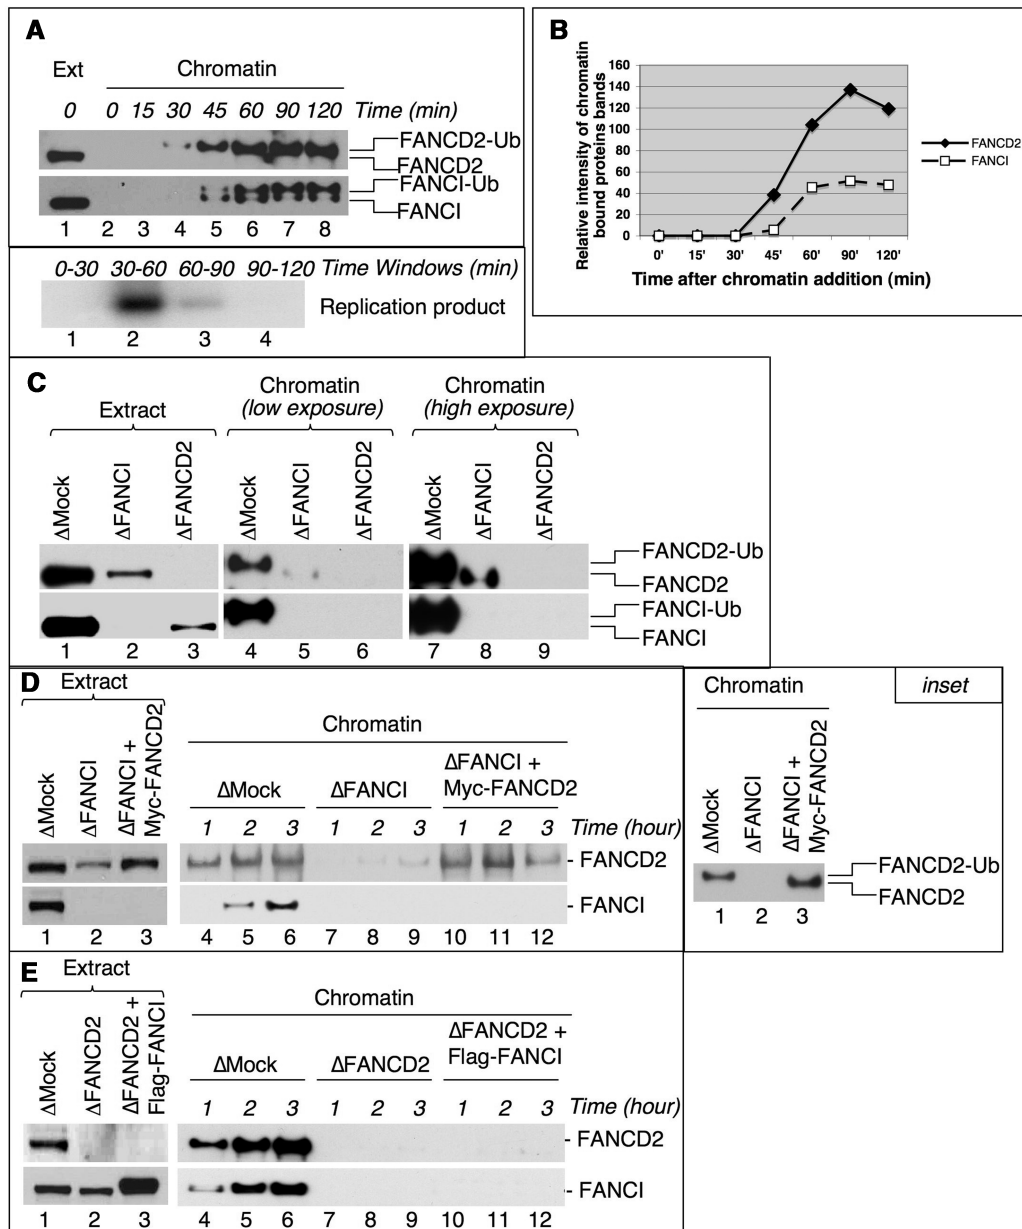 A
Ext
Chromatin
0 0 15 30 45 60 90 120 Time (min)
FANCD2-Ub
FANCD2
FANCI-Ub
FANCI
1 2 3 4 5 6 7 8
0-30 30-60 60-90 90-120 Time Windows (min)
Replication product
1 2 3 4
B
Relative intensity of chromatin
bound proteins bands
160
140
120
100
80
60
40
20
0
0' 15' 30' 45' 60' 90' 120'
Time after chromatin addition (min)
FANCD2
FANCI
C
Extract
Chromatin
(low exposure)
Chromatin
(high exposure)
ΔMock
ΔFANCI
ΔFANCD2
ΔMock
ΔFANCI
ΔFANCD2
ΔMock
ΔFANCI
ΔFANCD2
FANCD2-Ub
FANCD2
FANCI-Ub
FANCI
1 2 3 4 5 6 7 8 9
D
Extract
ΔMock
ΔFANCI
ΔFANCI +
Myc-FANCD2
Chromatin
ΔMock
ΔFANCI
ΔFANCI +
Myc-FANCD2
1 2 3 1 2 3 1 2 3 Time (hour)
- FANCD2
- FANCI
1 2 3 4 5 6 7 8 9 10 11 12
inset
Chromatin
ΔMock
ΔFANCI
ΔFANCI +
Myc-FANCD2
FANCD2-Ub
FANCD2
1 2 3
E
Extract
ΔMock
ΔFANCD2
ΔFANCD2 +
Flag-FANCI
Chromatin
ΔMock
ΔFANCD2
ΔFANCD2 +
Flag-FANCI
1 2 3 1 2 3 1 2 3 Time (hour)
- FANCD2
- FANCI
1 2 3 4 5 6 7 8 9 10 11 12